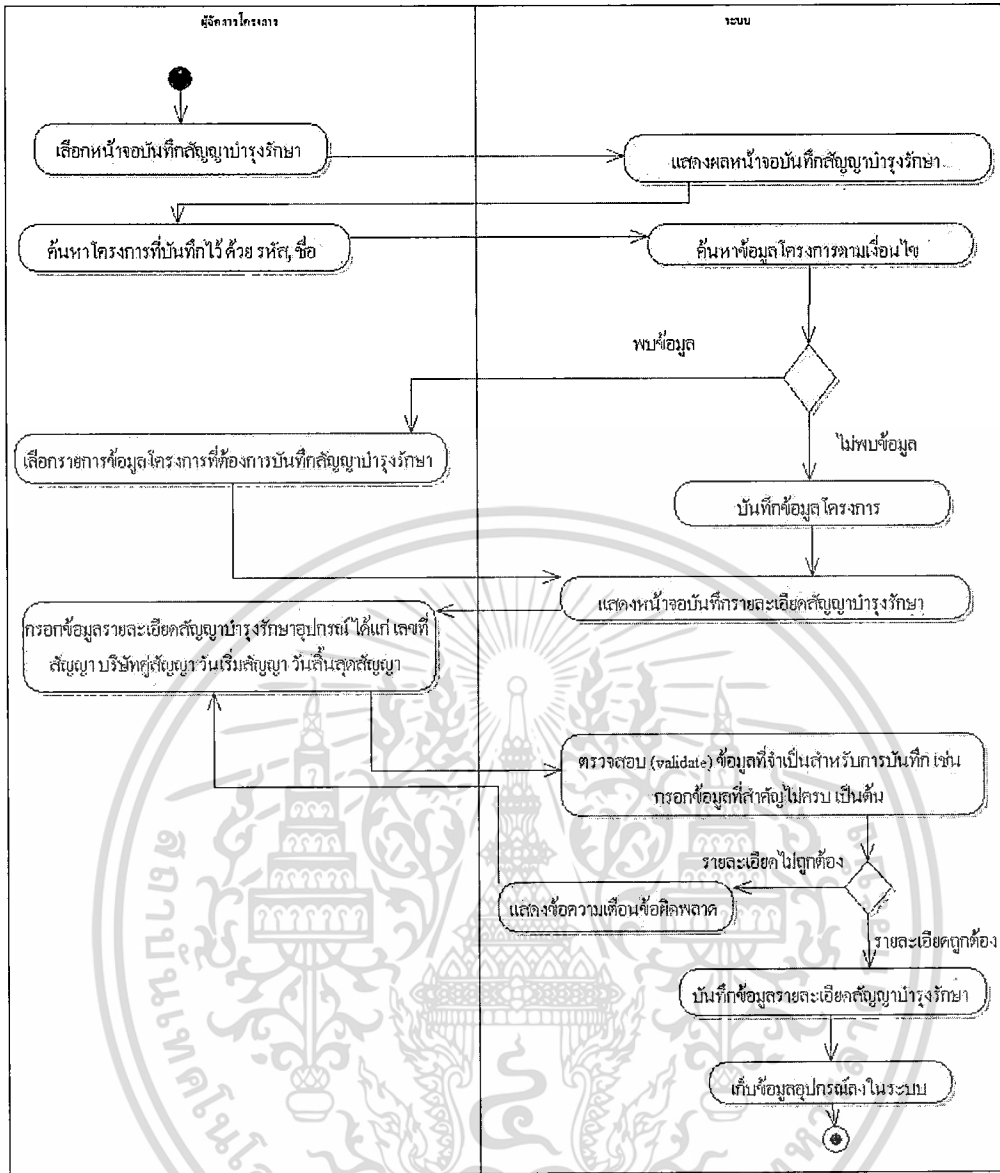 ผู้จัดการโครงการ
ระบบ
เลือกหน้าจอบันทึกสัญญาบำรุงรักษา
แสดงผลหน้าจอบันทึกสัญญาบำรุงรักษา
ค้นหาโครงการที่บันทึกไว้ ด้วย รหัส, ชื่อ
ค้นหาข้อมูลโครงการตามเงื่อนไข
พบข้อมูล
ไม่พบข้อมูล
เลือกรายการข้อมูลโครงการที่ต้องการบันทึกสัญญาบำรุงรักษา
บันทึกข้อมูลโครงการ
แสดงหน้าจอบันทึกรายละเอียดสัญญาบำรุงรักษา
กรอกข้อมูลรายละเอียดสัญญาบำรุงรักษาอุปกรณ์ ได้แก่ เลขที่
สัญญา บริษัทคู่สัญญา วันเริ่มสัญญา วันสิ้นสุดสัญญา
ตรวจสอบ (validate) ข้อมูลที่จำเป็นสำหรับการบันทึก เช่น
กรอกข้อมูลที่สำคัญไม่ครบ เป็นต้น
รายละเอียดไม่ถูกต้อง
แสดงข้อความเตือนข้อผิดพลาด
รายละเอียดถูกต้อง
บันทึกข้อมูลรายละเอียดสัญญาบำรุงรักษา
เก็บข้อมูลอุปกรณ์ลงในระบบ